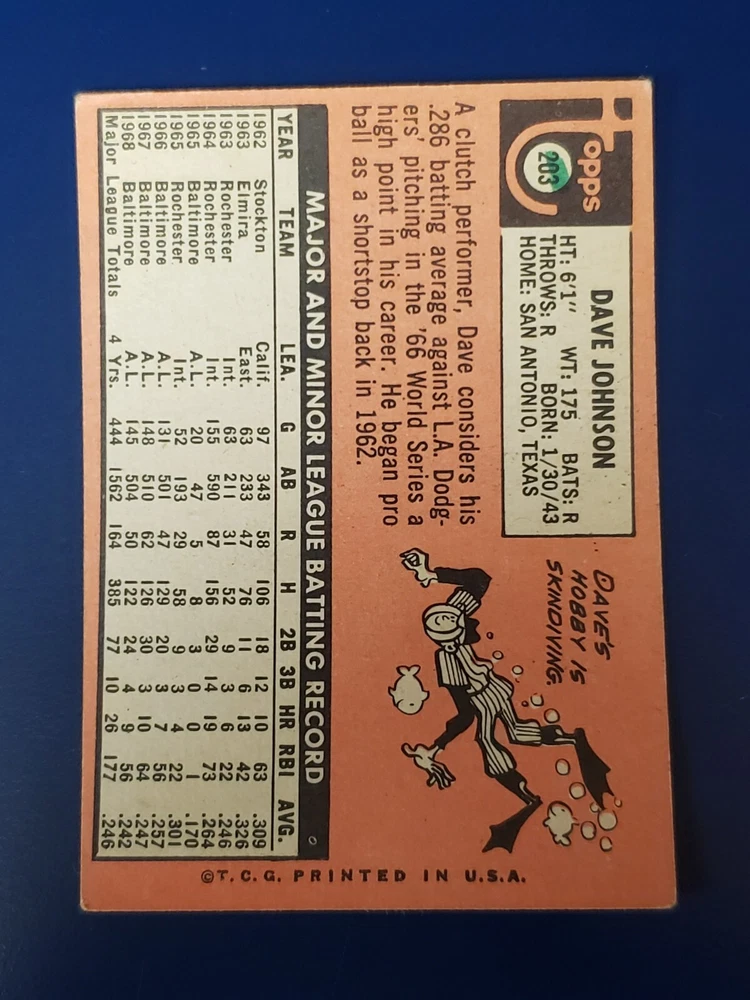 Topps
203
DAVE JOHNSON
HT: 6'1" WT: 175 BATS: R
THROWS: R BORN: 1/30/43
HOME: SAN ANTONIO, TEXAS
DAVE'S
HOBBY IS
SKINDIVING.
A clutch performer, Dave considers his
.286 batting average against L.A. Dodg-
ers' pitching in the '66 World Series a
high point in his career. He began pro
ball as a shortstop back in 1962.
MAJOR AND MINOR LEAGUE BATTING RECORD
YEAR TEAM LEA. G AB R H 2B 3B HR RBI AVG.
1962 Stockton Calif. 97 343 58 106 18 12 10 63 .309
1963 Elmira East. 63 233 47 76 11 6 13 42 .326
1963 Rochester Int. 63 211 31 52 9 3 6 22 .246
1964 Rochester Int. 155 590 87 156 29 14 19 73 .264
1965 Baltimore A.L. 20 47 5 8 3 0 0 1 .170
1965 Rochester Int. 52 193 29 58 9 3 4 22 .301
1966 Baltimore A.L. 131 501 47 129 20 3 7 56 .257
1967 Baltimore A.L. 148 510 62 126 30 3 10 64 .247
1968 Baltimore A.L. 145 504 50 122 24 4 9 56 .242
Major League Totals 4 Yrs. 444 1562 164 385 77 10 26 177 .246
©T.C.G. PRINTED IN U.S.A.